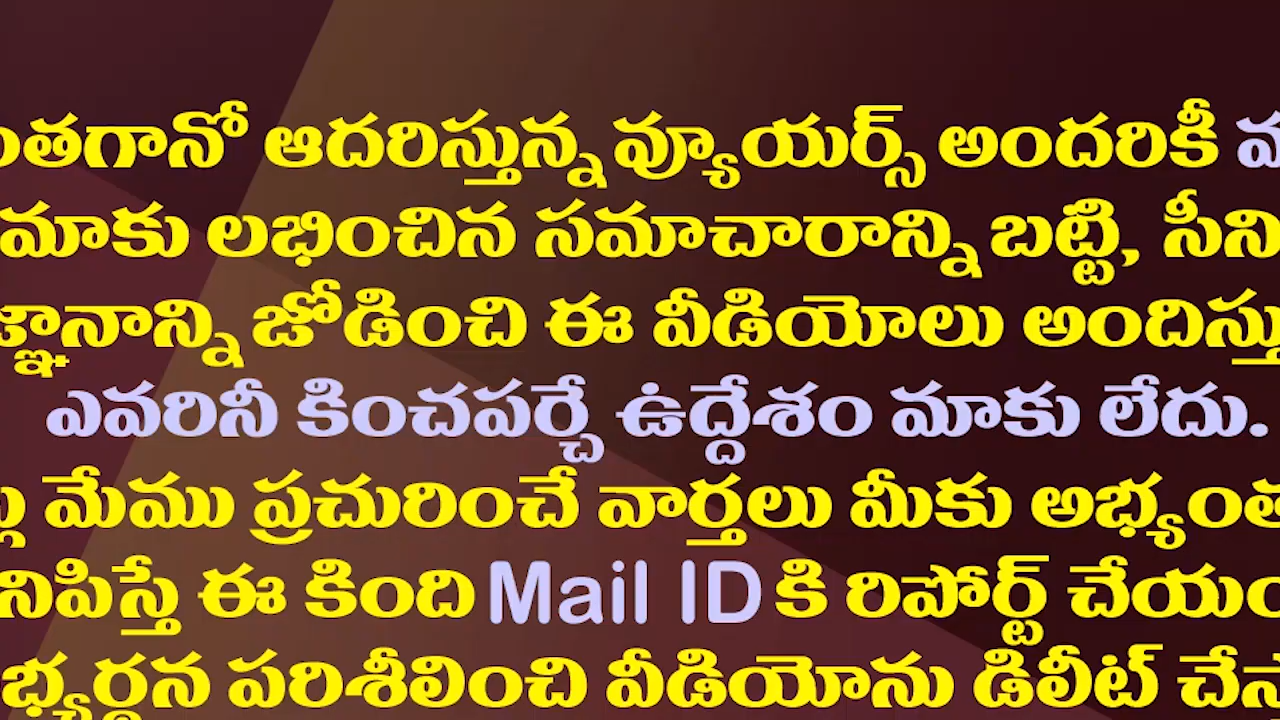 ంతగానో ఆదరిస్తున్న వ్యూయర్స్ అందరికీ
మాకు లభించిన సమాచారాన్ని బట్టి, సీని
జ్ఞానాన్ని జోడించి ఈ వీడియోలు అందిస్తు
ఎవరినీ కించపర్చే ఉద్దేశం మాకు లేదు.
మేము ప్రచురించే వార్తలు మీకు అభ్యంత
నిపిస్తే ఈ కింది Mail ID కి రిపోర్ట్ చేయం
భ్యర్థన పరిశీలించి వీడియోను డిలీట్ చేస